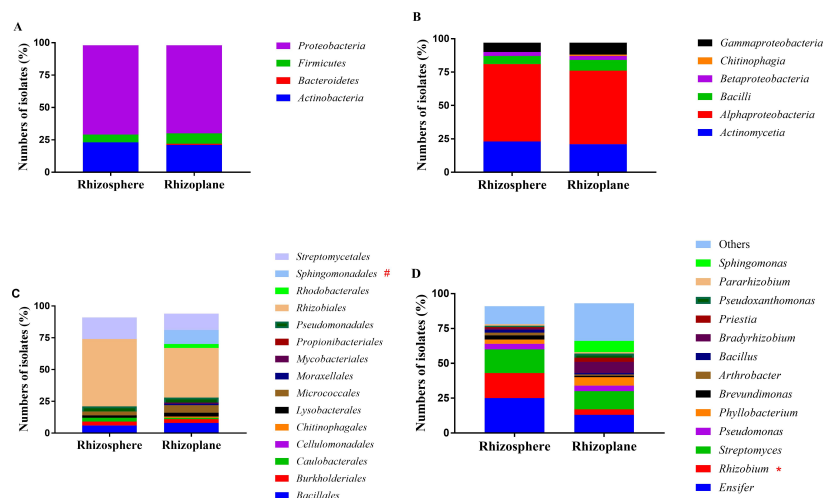 A
Numbers of isolates (%)
100
75
50
25
0
Rhizosphere Rhizoplane
Proteobacteria
Firmicutes
Bacteroidetes
Actinobacteria
B
Numbers of isolates (%)
100
75
50
25
0
Rhizosphere Rhizoplane
Gammaproteobacteria
Chitinophagia
Betaproteobacteria
Bacilli
Alphaproteobacteria
Actinomycetia
C
Numbers of isolates (%)
100
75
50
25
0
Rhizosphere Rhizoplane
Streptomycetales
Sphingomonadales #
Rhodobacterales
Rhizobiales
Pseudomonadales
Propionibacteriales
Mycobacteriales
Moraxellales
Micrococcales
Lysobacterales
Chitinophagales
Cellulomonadales
Caulobacterales
Burkholderiales
Bacillales
D
Numbers of isolates (%)
100
75
50
25
0
Rhizosphere Rhizoplane
Others
Sphingomonas
Pararhizobium
Pseudoxanthomonas
Priestia
Bradyrhizobium
Bacillus
Arthrobacter
Brevundimonas
Phyllobacterium
Pseudomonas
Streptomyces
Rhizobium *
Ensifer